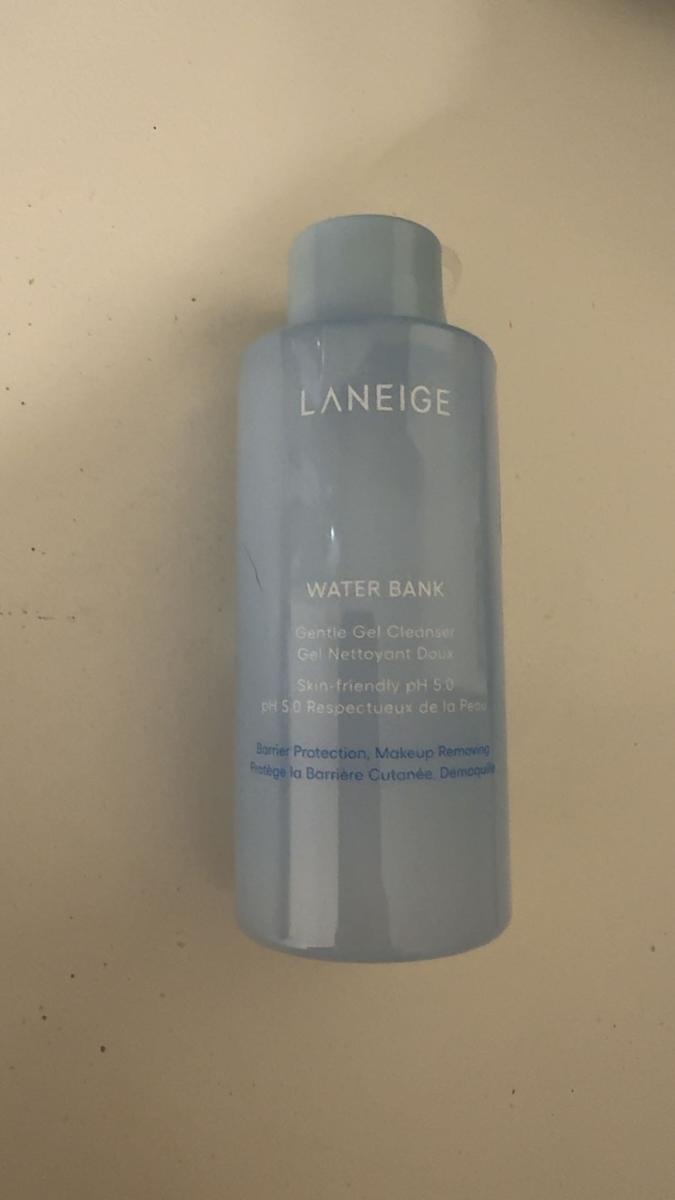 LANEIGE
WATER BANK
Gentle Gel Cleanser
Gel Nettoyant Doux
Skin-friendly pH 5.0
pH 5.0 Respectueux de la Peau
Barrier Protection, Makeup Removing
Protège la Barrière Cutanée, Démaquille